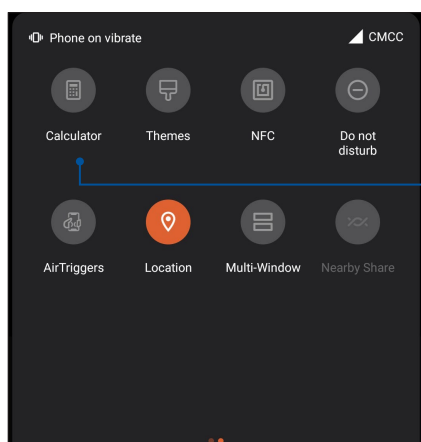 Phone on vibrate CMCC
Calculator Themes NFC Do not
disturb
AirTriggers Location Multi-Window Nearby Share